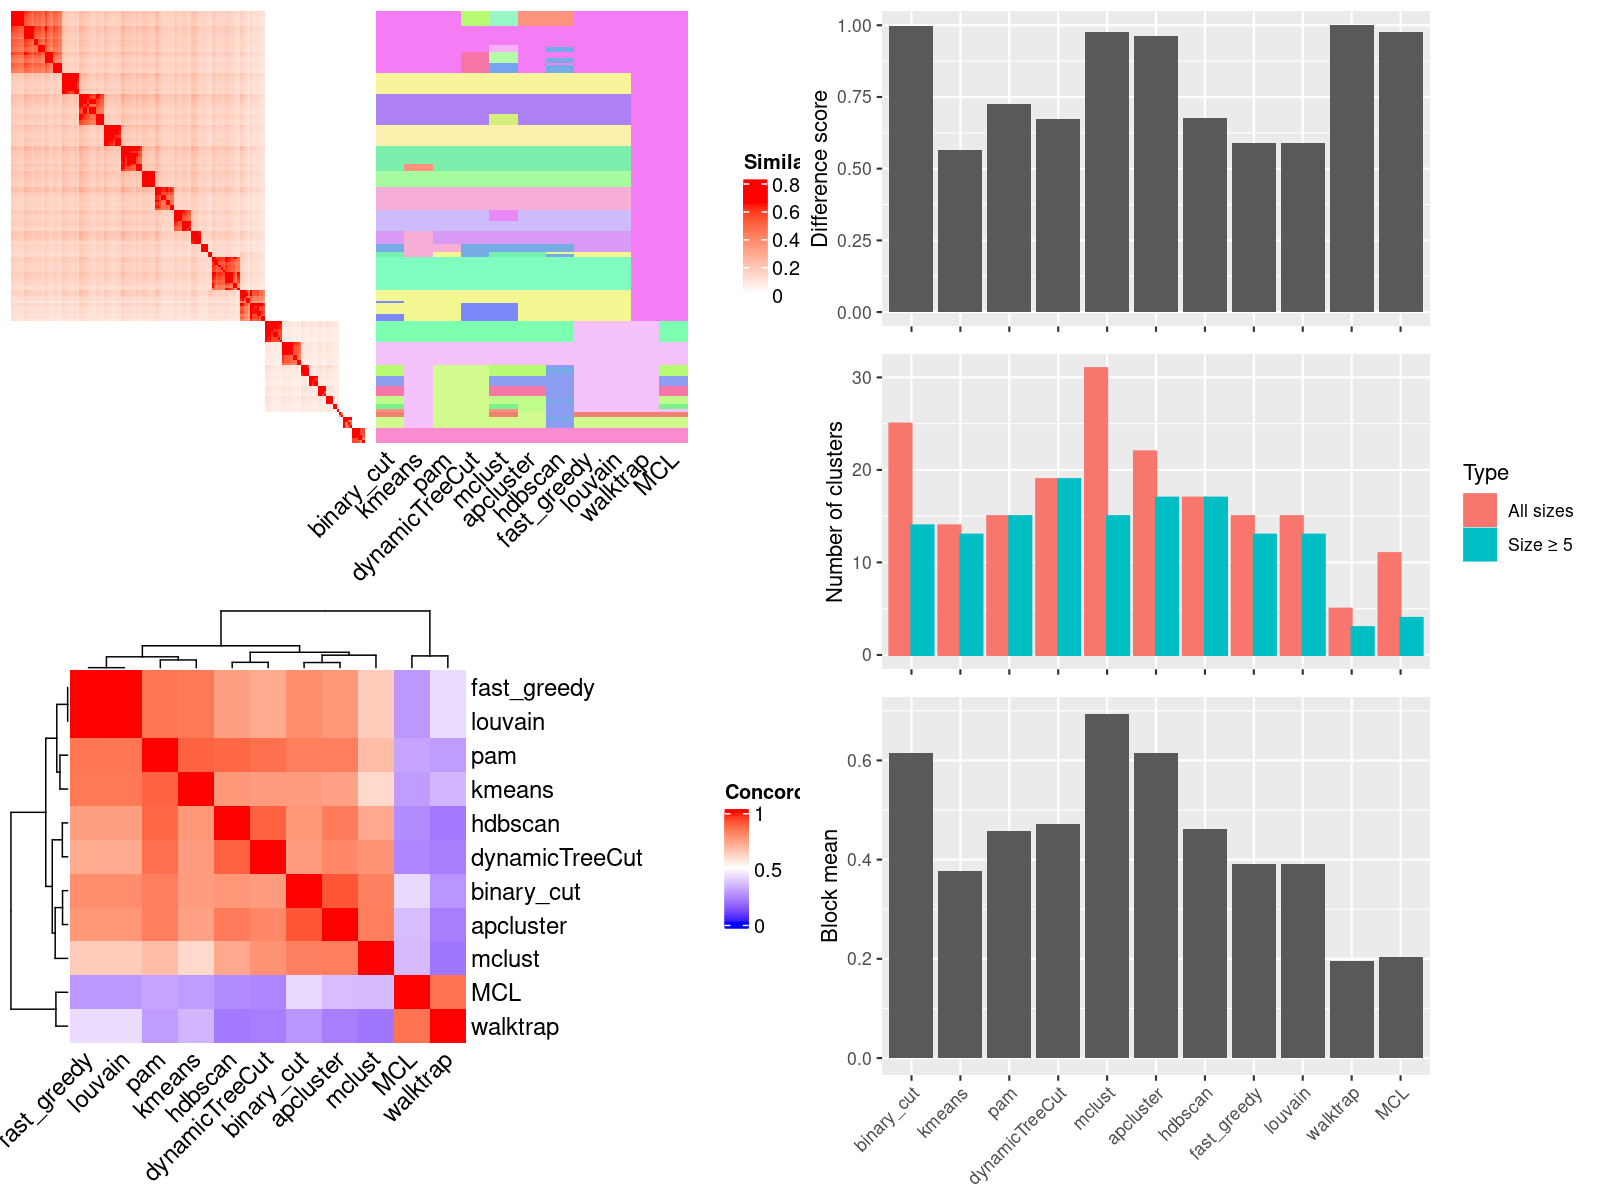 Simila
0.8
0.6
0.4
0.2
0
binary_cut
kmeans
pam
dynamicTreeCut
mclust
apcluster
hdbscan
fast_greedy
louvain
walktrap
MCL
fast_greedy
louvain
pam
kmeans
hdbscan
dynamicTreeCut
binary_cut
apcluster
mclust
MCL
walktrap
Concord
1
0.5
0
fast_greedy
louvain
pam
kmeans
hdbscan
dynamicTreeCut
binary_cut
apcluster
mclust
MCL
walktrap
Difference score
1.00
0.75
0.50
0.25
0.00
Number of clusters
30
20
10
0
Type
All sizes
Size ≥ 5
Block mean
0.6
0.4
0.2
0.0
binary_cut
kmeans
pam
dynamicTreeCut
mclust
apcluster
hdbscan
fast_greedy
louvain
walktrap
MCL